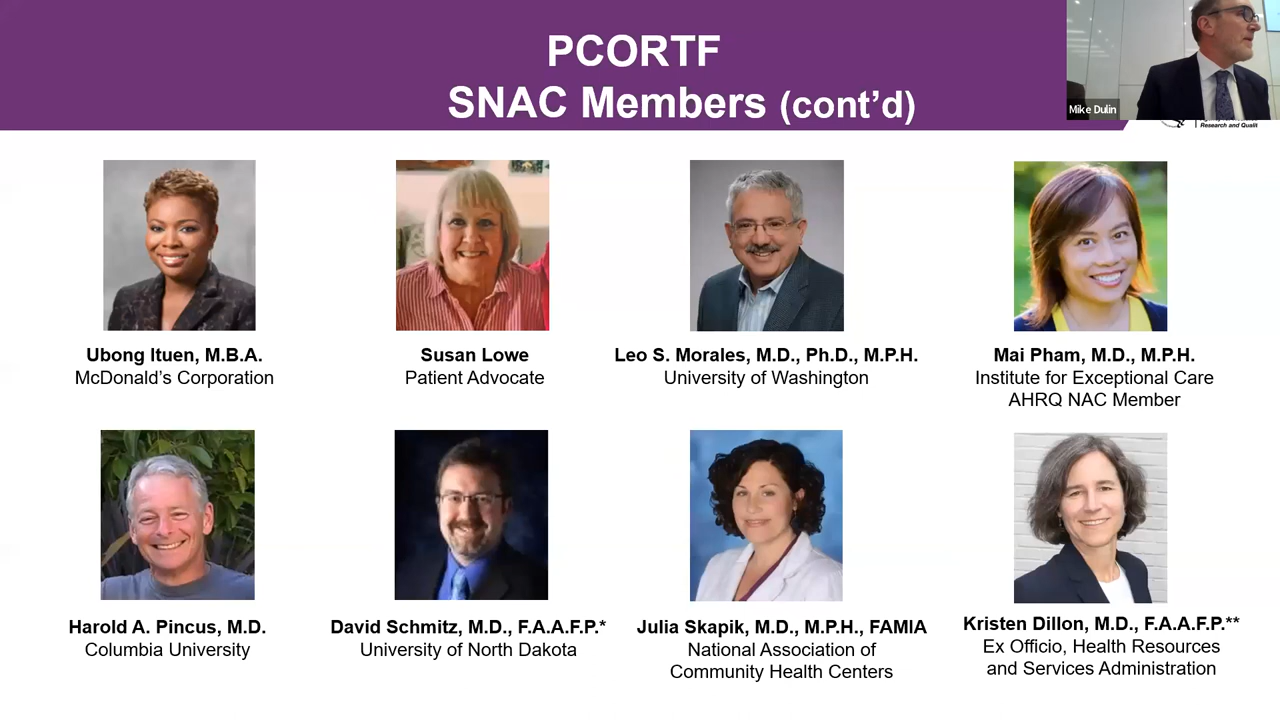 PCORTF
SNAC Members (cont’d)
Mike Dulin
Research and Qualit
Ubong Ituen, M.B.A.
McDonald’s Corporation
Susan Lowe
Patient Advocate
Leo S. Morales, M.D., Ph.D., M.P.H.
University of Washington
Mai Pham, M.D., M.P.H.
Institute for Exceptional Care
AHRQ NAC Member
Harold A. Pincus, M.D.
Columbia University
David Schmitz, M.D., F.A.A.F.P.*
University of North Dakota
Julia Skapik, M.D., M.P.H., FAMIA
National Association of
Community Health Centers
Kristen Dillon, M.D., F.A.A.F.P.**
Ex Officio, Health Resources
and Services Administration